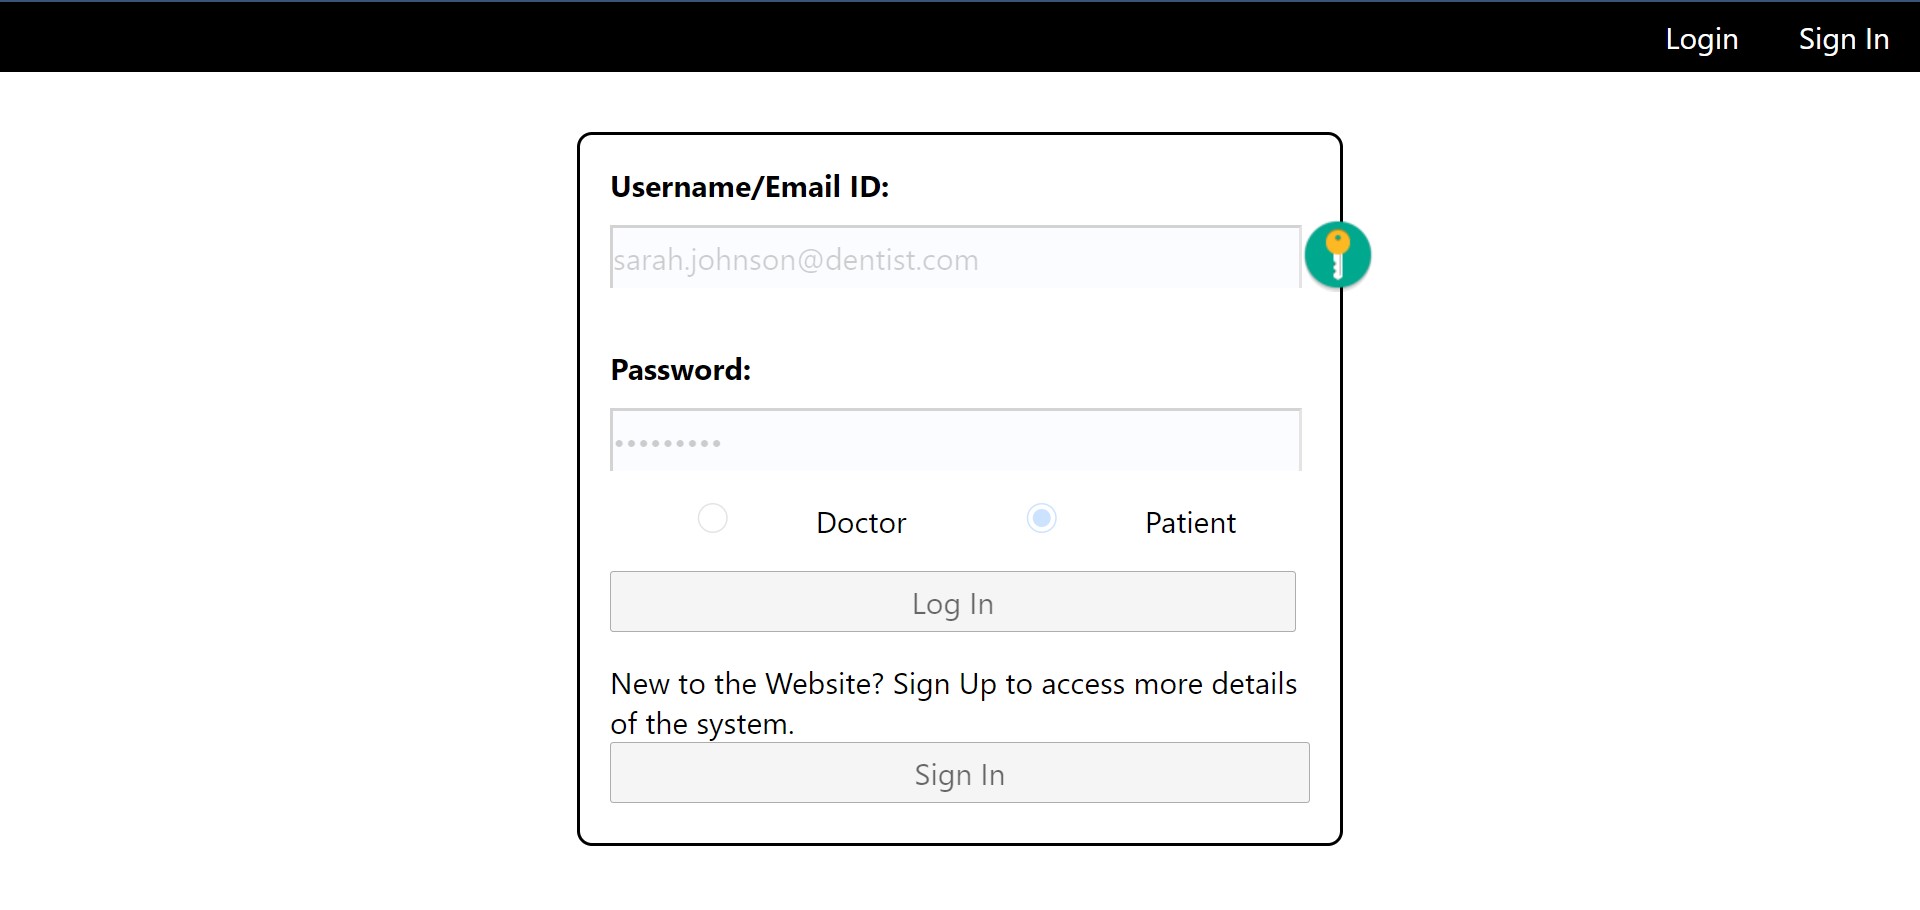 Login Sign In
Username/Email ID:
sarah.johnson@dentist.com
Password:
•••••••••
Doctor Patient
Log In
New to the Website? Sign Up to access more details
of the system.
Sign In